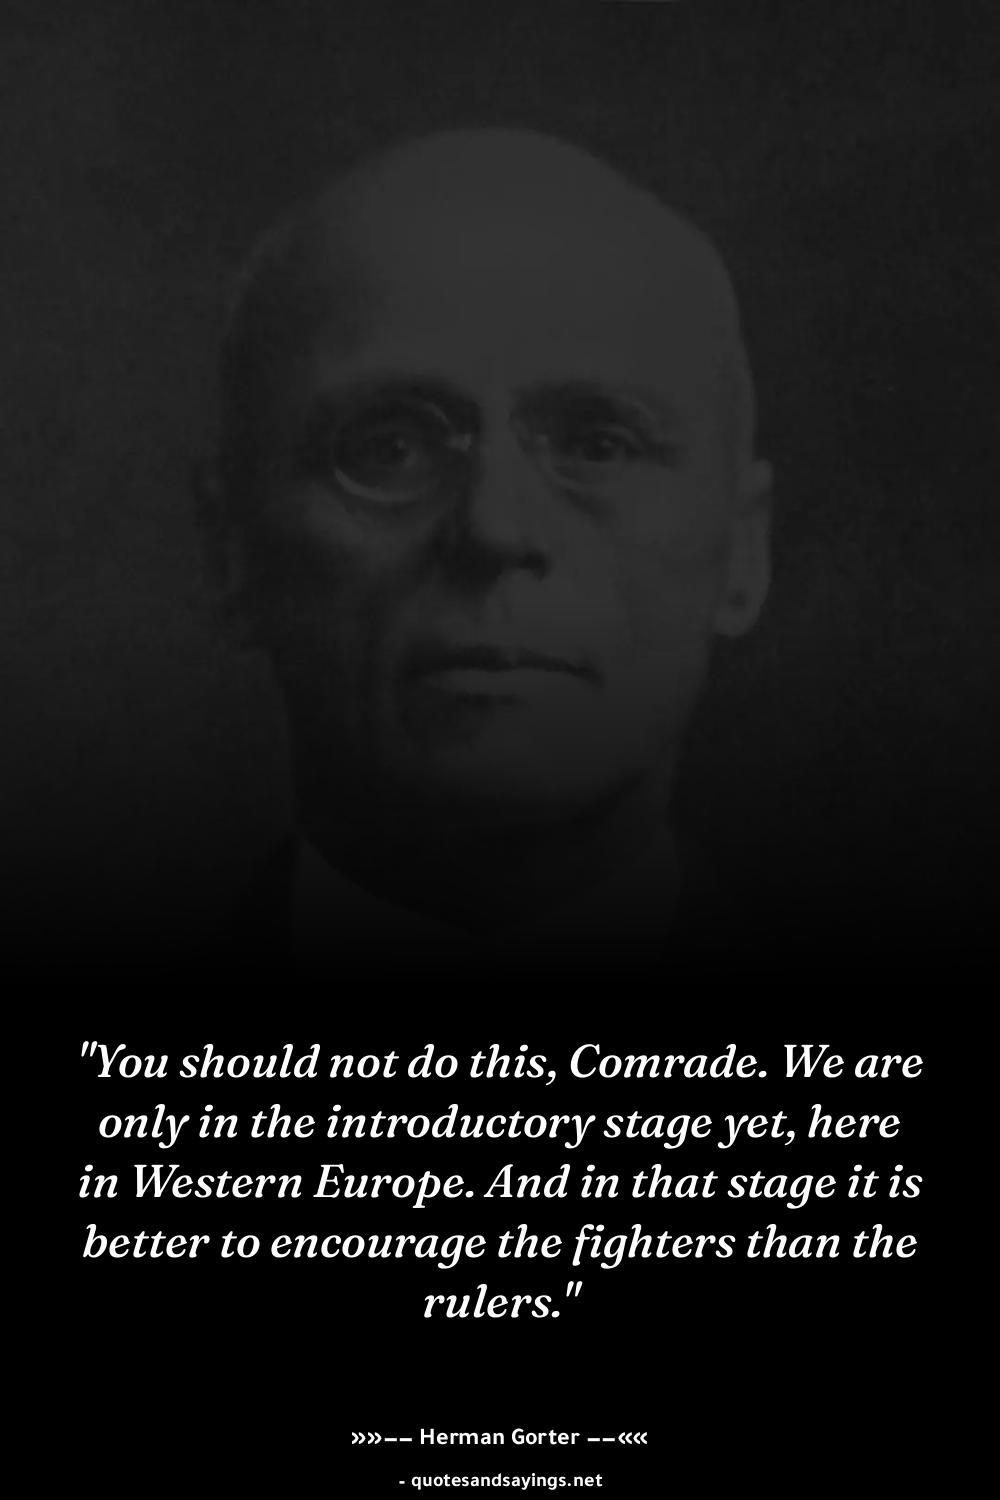 "You should not do this, Comrade. We are
only in the introductory stage yet, here
in Western Europe. And in that stage it is
better to encourage the fighters than the
rulers."
»»–– Herman Gorter ––««
- quotesandsayings.net